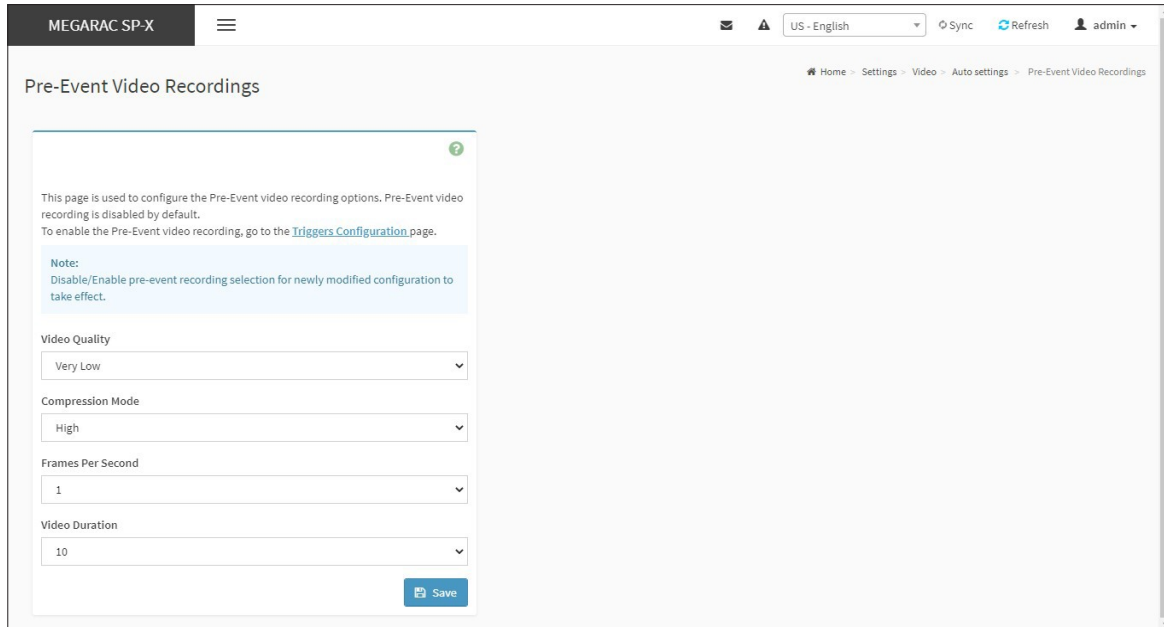 MEGARAC SP-X
US - English
Sync
Refresh
admin
Pre-Event Video Recordings
Home > Settings > Video > Auto settings > Pre-Event Video Recordings
This page is used to configure the Pre-Event video recording options. Pre-Event video
recording is disabled by default.
To enable the Pre-Event video recording, go to the Triggers Configuration page.
Note:
Disable/Enable pre-event recording selection for newly modified configuration to
take effect.
Video Quality
Very Low
Compression Mode
High
Frames Per Second
1
Video Duration
10
Save